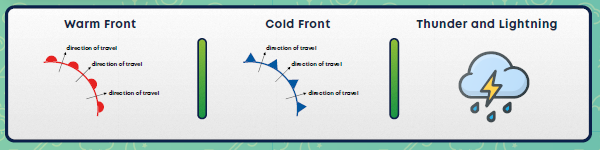 Warm Front
direction of travel
direction of travel
direction of travel
Cold Front
direction of travel
direction of travel
direction of travel
Thunder and Lightning